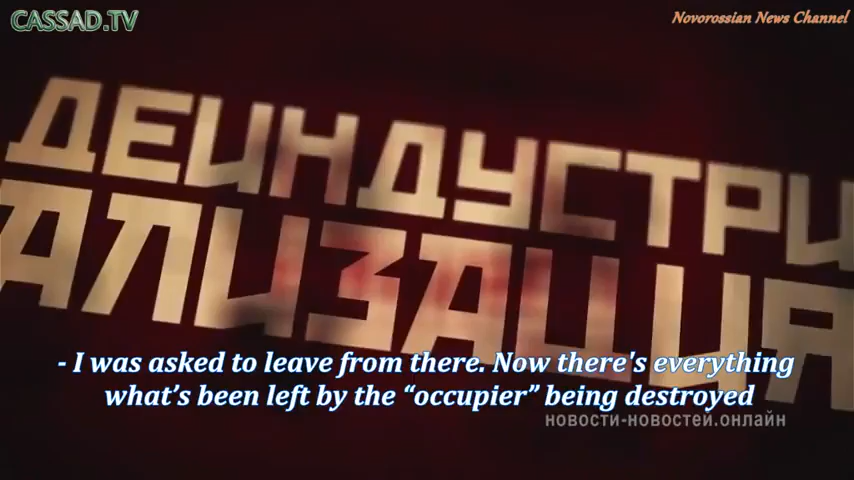 CASSAD.TV
Novorossian News Channel
ДЕИНДУСТРИ
АЛИЗАЦИЯ
- I was asked to leave from there. Now there's everything
what’s been left by the “occupier” being destroyed
новости-новостей.онлайн